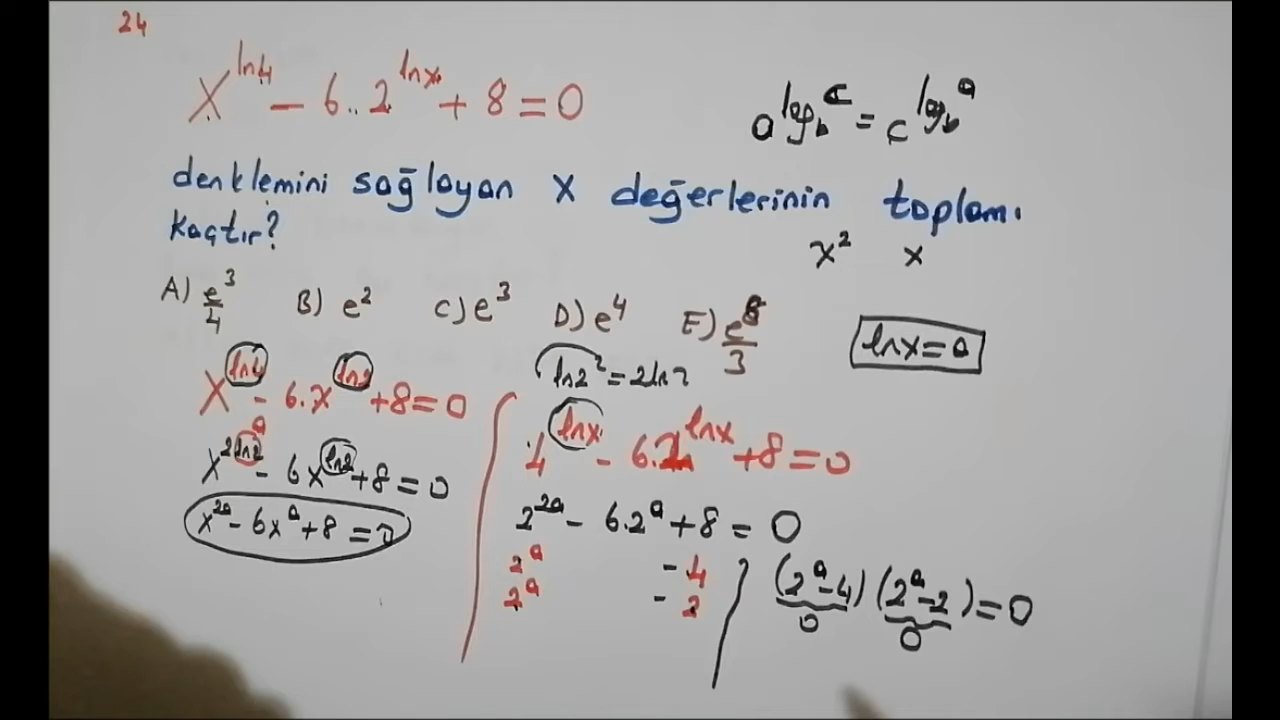 24
x^ln4 - 6..2^lnx + 8 = 0
a^log_b c = c^log_b a
denklemini sağlayan x değerlerinin toplamı
kaçtır?
x² x
A) e³/4 B) e² C) e³ D) e⁴ E) e⁸/3
lnx = a
x^ln4 - 6.x^ln2 + 8 = 0
ln2² = 2ln2
4^lnx - 6.2^lnx + 8 = 0
a
x^2ln2 - 6x^ln2 + 8 = 0
x^2a - 6x^a + 8 = 0
2^2a - 6.2^a + 8 = 0
2^a -4
2^a -2
(2^a - 4) (2^a - 2) = 0
0 0